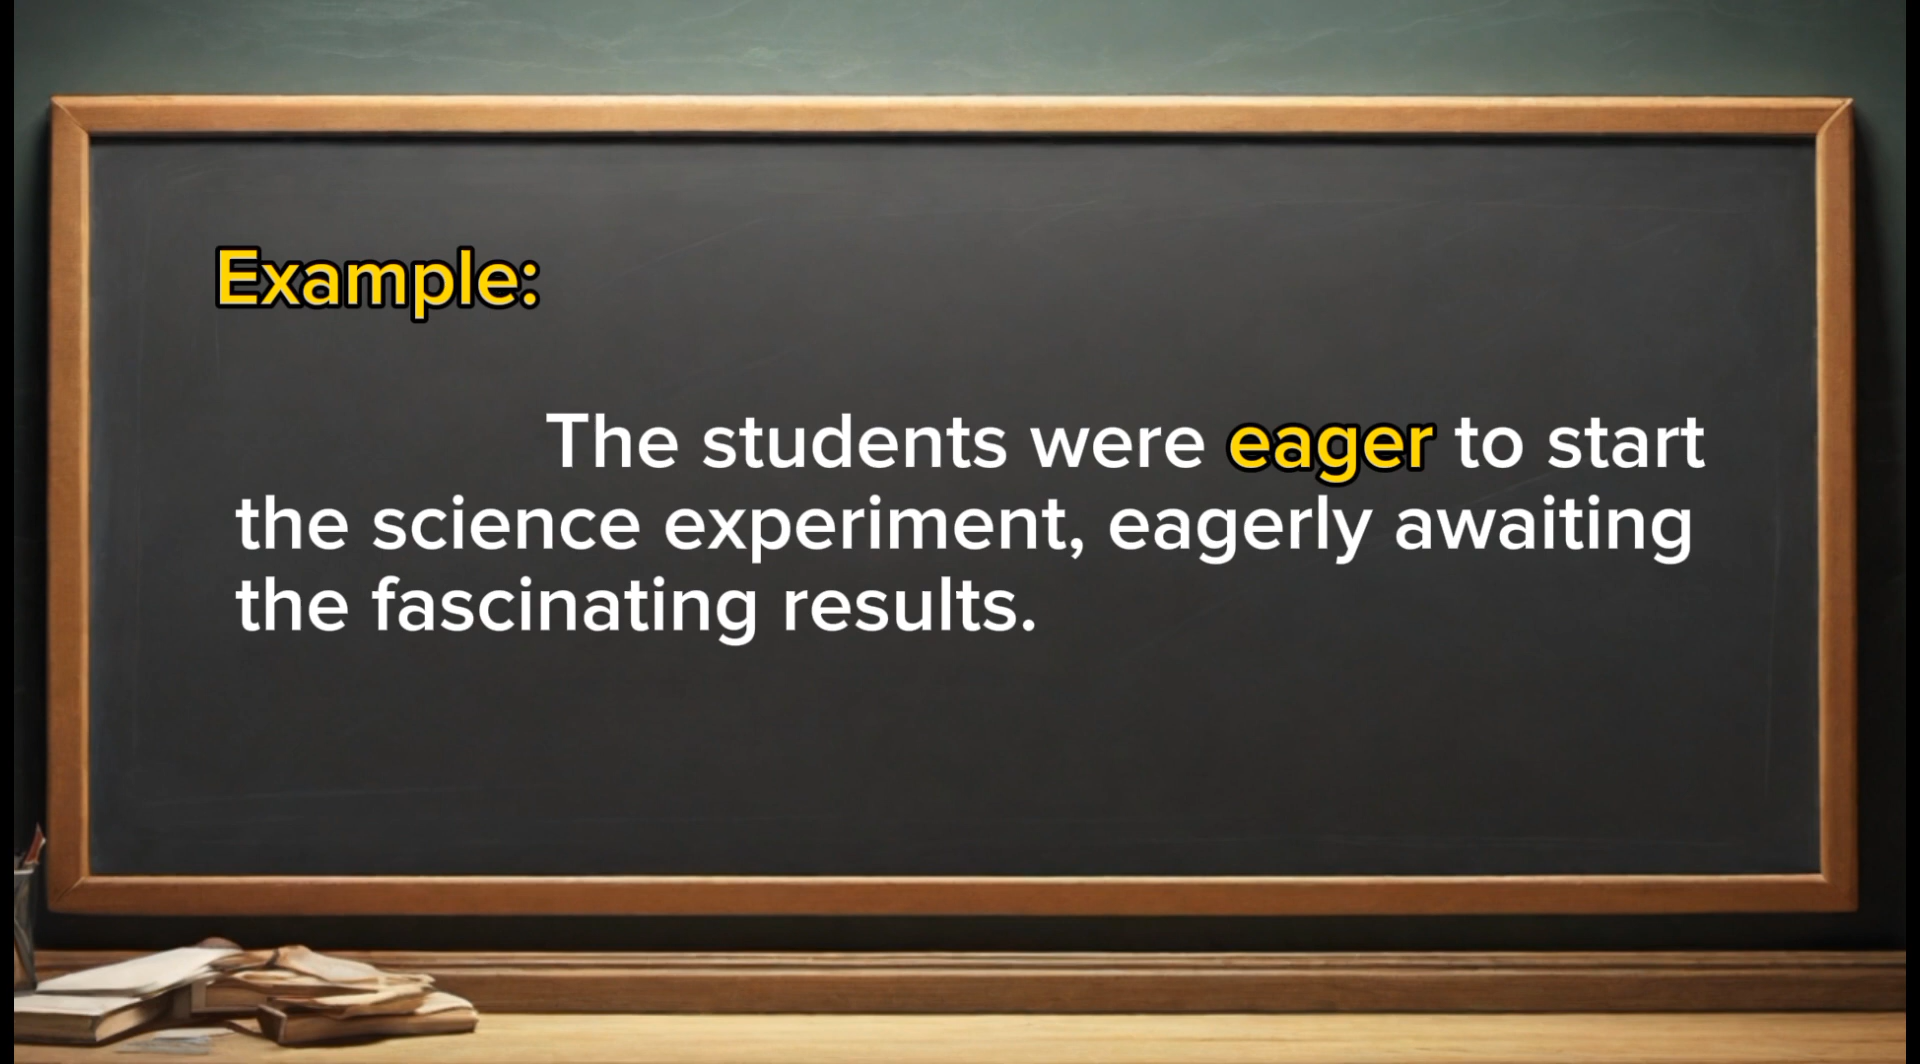 Example:
The students were eager to start
the science experiment, eagerly awaiting
the fascinating results.